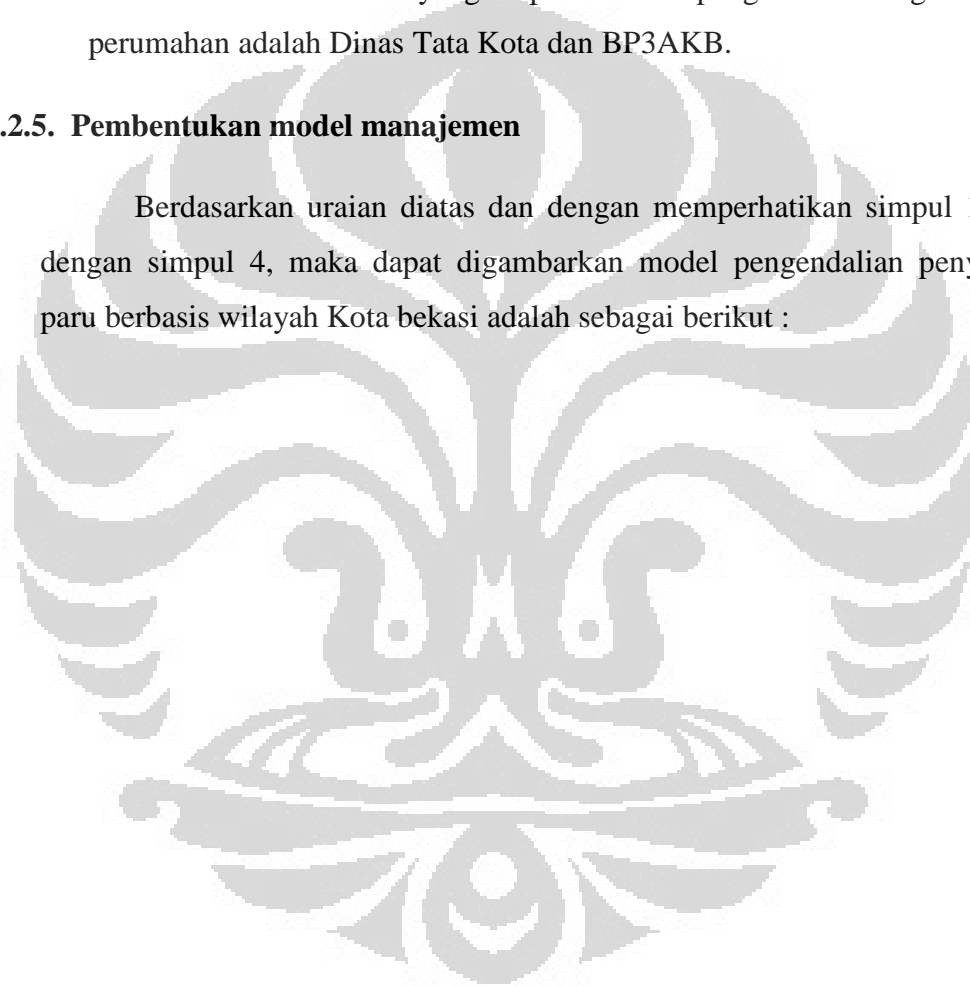 perumahan adalah Dinas Tata Kota dan BP3AKB.
.2.5. Pembentukan model manajemen
Berdasarkan uraian diatas dan dengan memperhatikan simpul
dengan simpul 4, maka dapat digambarkan model pengendalian
paru berbasis wilayah Kota bekasi adalah sebagai berikut :